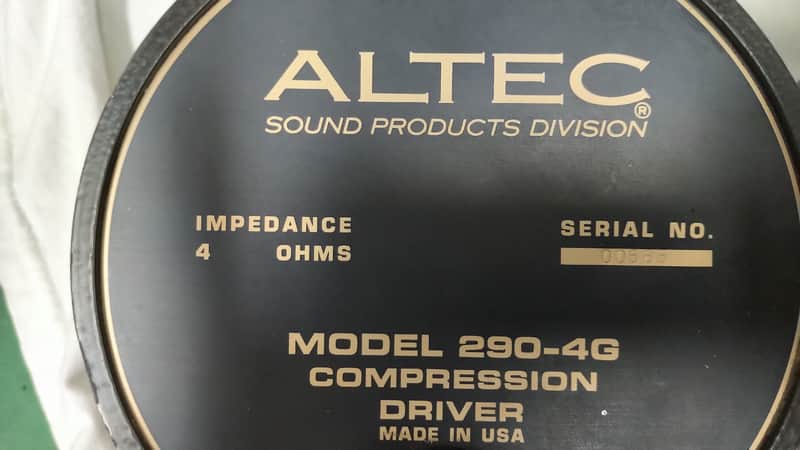 ALTEC®
SOUND PRODUCTS DIVISION
IMPEDANCE
4 OHMS
SERIAL NO.
MODEL 290-4G
COMPRESSION
DRIVER
MADE IN USA